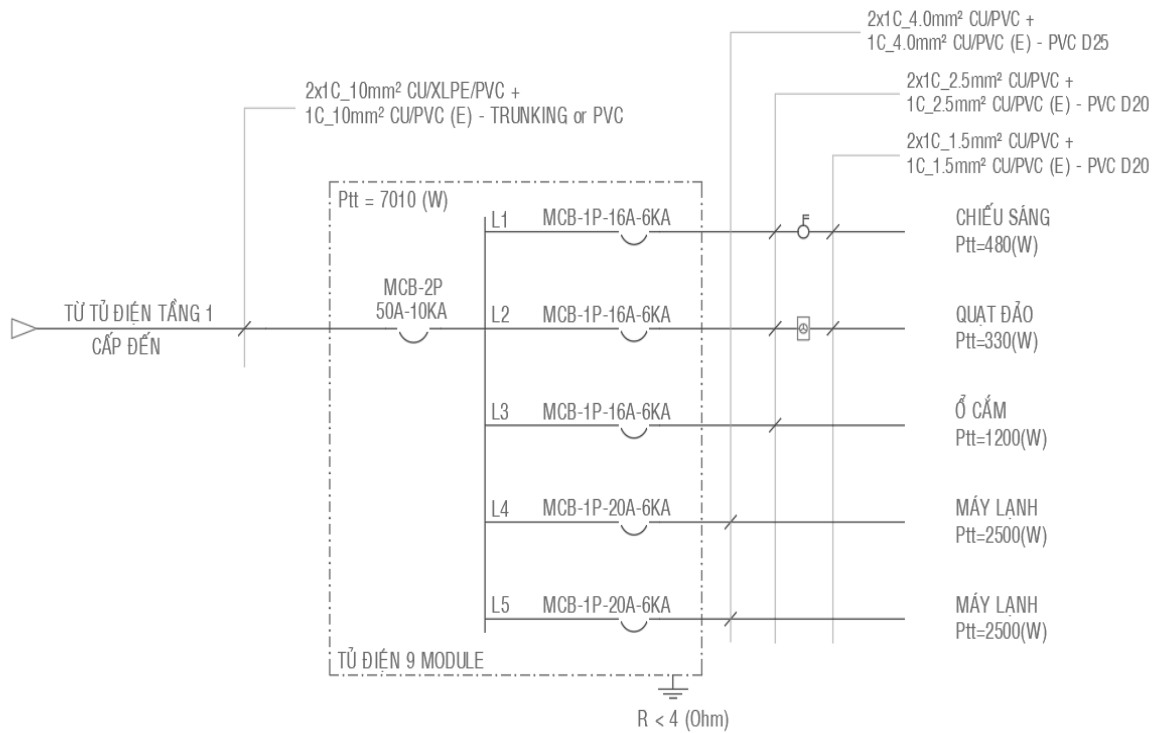 2x1C_4.0mm² CU/PVC +
1C_4.0mm² CU/PVC (E) - PVC D25
2x1C_10mm² CU/XLPE/PVC +
1C_10mm² CU/PVC (E) - TRUNKING or PVC
2x1C_2.5mm² CU/PVC +
1C_2.5mm² CU/PVC (E) - PVC D20
2x1C_1.5mm² CU/PVC +
1C_1.5mm² CU/PVC (E) - PVC D20
Ptt = 7010 (W)
L1 MCB-1P-16A-6KA
CHIẾU SÁNG
Ptt=480(W)
MCB-2P
50A-10KA
TỪ TỦ ĐIỆN TẦNG 1
CẤP ĐẾN
L2 MCB-1P-16A-6KA
QUẠT ĐẢO
Ptt=330(W)
L3 MCB-1P-16A-6KA
Ổ CẮM
Ptt=1200(W)
L4 MCB-1P-20A-6KA
MÁY LẠNH
Ptt=2500(W)
L5 MCB-1P-20A-6KA
MÁY LẠNH
Ptt=2500(W)
TỦ ĐIỆN 9 MODULE
R < 4 (Ohm)